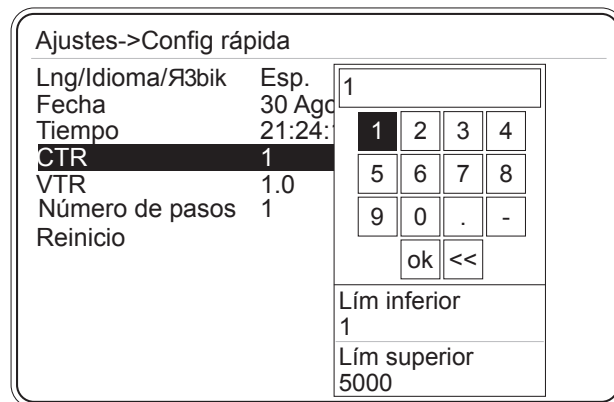 Ajustes->Config rápida
Lng/Idioma/Я3bik Esp.
Fecha 30 Ago
Tiempo 21:24:
CTR 1
VTR 1.0
Número de pasos 1
Reinicio
1
1 2 3 4
5 6 7 8
9 0 . -
ok <<
Lím inferior
1
Lím superior
5000